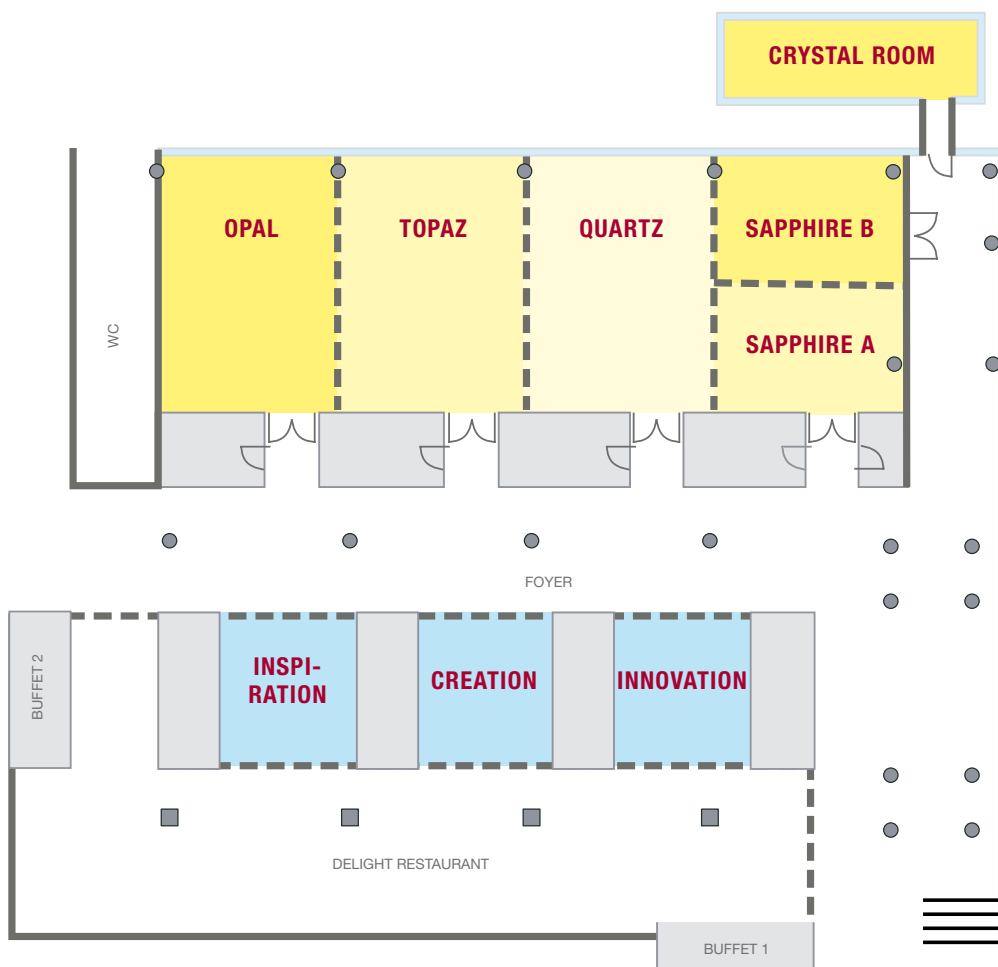 CRYSTAL ROOM
OPAL
TOPAZ
QUARTZ
SAPPHIRE B
WC
SAPPHIRE A
FOYER
BUFFET 2
INSPI-
RATION
CREATION
INNOVATION
DELIGHT RESTAURANT
BUFFET 1